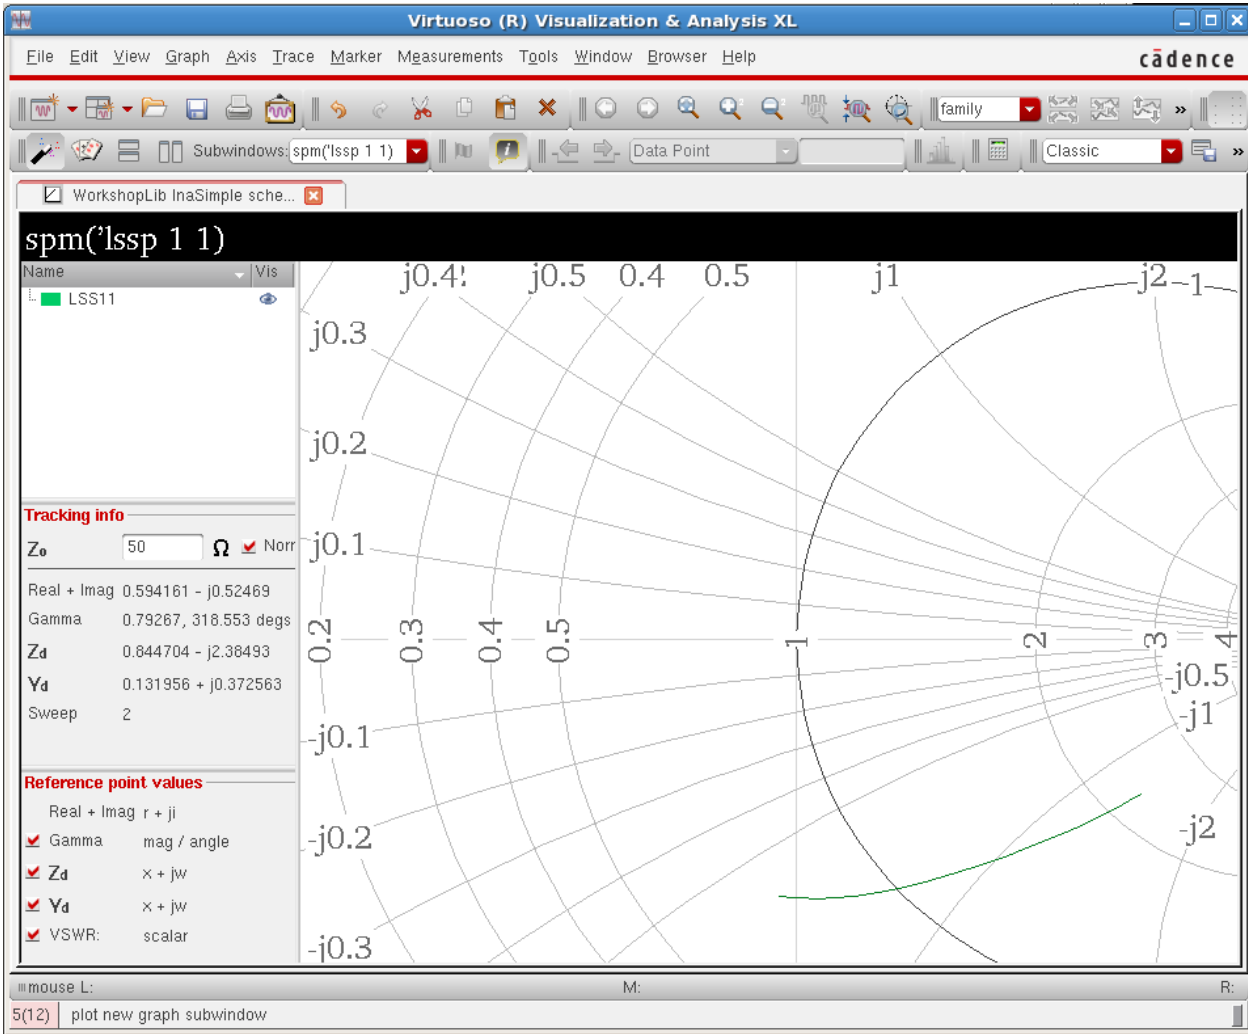 Virtuoso (R) Visualization & Analysis XL
File Edit View Graph Axis Trace Marker Measurements Tools Window Browser Help
cādence
family »
Subwindows: spm('lssp 1 1) Data Point Classic »
WorkshopLib lnaSimple sche...
spm('lssp 1 1)
Name Vis
LSS11
Tracking info
Zo 50 Ω Norr
Real + Imag 0.594161 - j0.52469
Gamma 0.79267, 318.553 degs
Zd 0.844704 - j2.38493
Yd 0.131956 + j0.372563
Sweep 2
Reference point values
Real + Imag r + ji
Gamma mag / angle
Zd x + jw
Yd x + jw
VSWR: scalar
j0.4 j0.5 0.4 0.5 j1 j2 1
j0.3
j0.2
j0.1
0.2 0.3 0.4 0.5 1 2 3 4
-j0.5
-j1
-j0.1
-j2
-j0.2
-j0.3
mouse L: M: R:
5(12) plot new graph subwindow